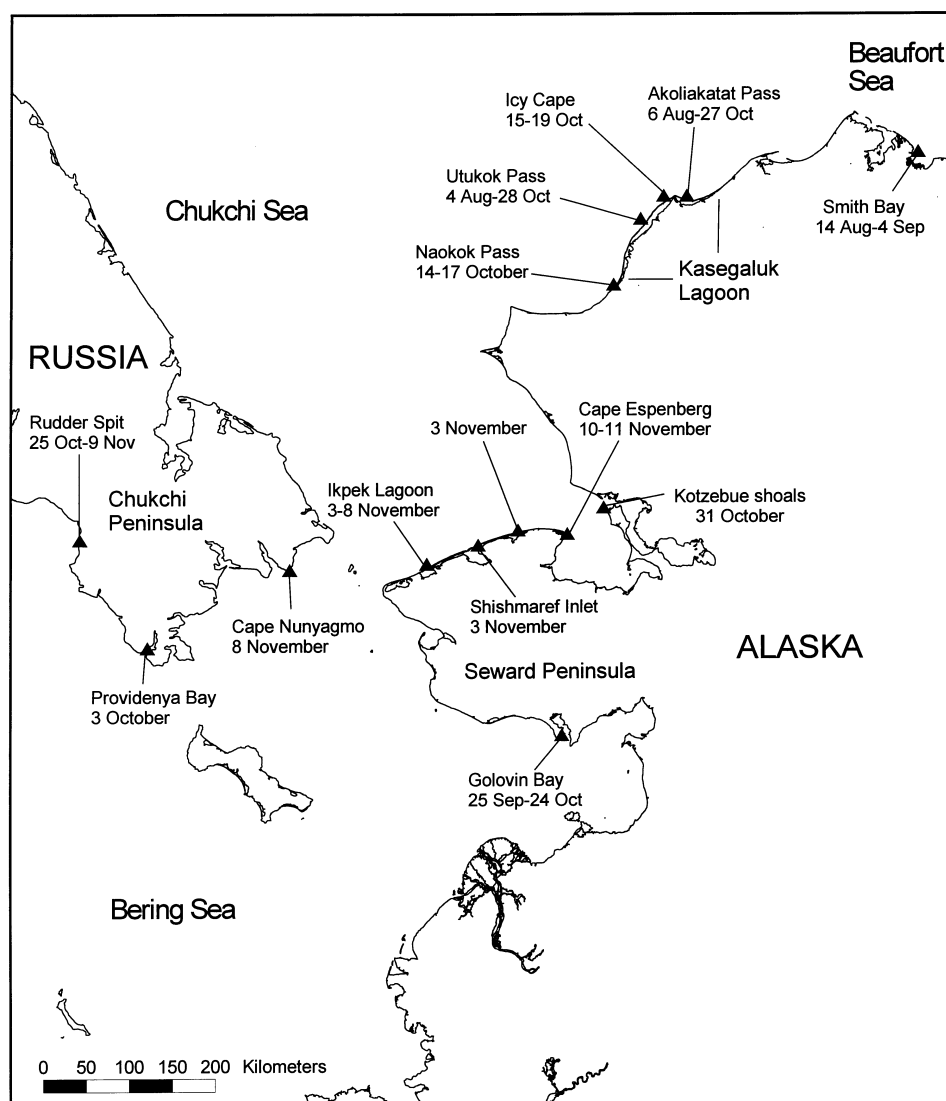 Beaufort
Sea
Icy Cape
15-19 Oct
Akoliakatat Pass
6 Aug-27 Oct
Utukok Pass
4 Aug-28 Oct
Chukchi Sea
Smith Bay
14 Aug-4 Sep
Naokok Pass
14-17 October
Kasegaluk
Lagoon
RUSSIA
Rudder Spit
25 Oct-9 Nov
Cape Espenberg
10-11 November
3 November
Chukchi
Peninsula
Ikpek Lagoon
3-8 November
Kotzebue shoals
31 October
Shishmaref Inlet
3 November
Cape Nunyagmo
8 November
ALASKA
Seward Peninsula
Providenya Bay
3 October
Golovin Bay
25 Sep-24 Oct
Bering Sea
0 50 100 150 200 Kilometers